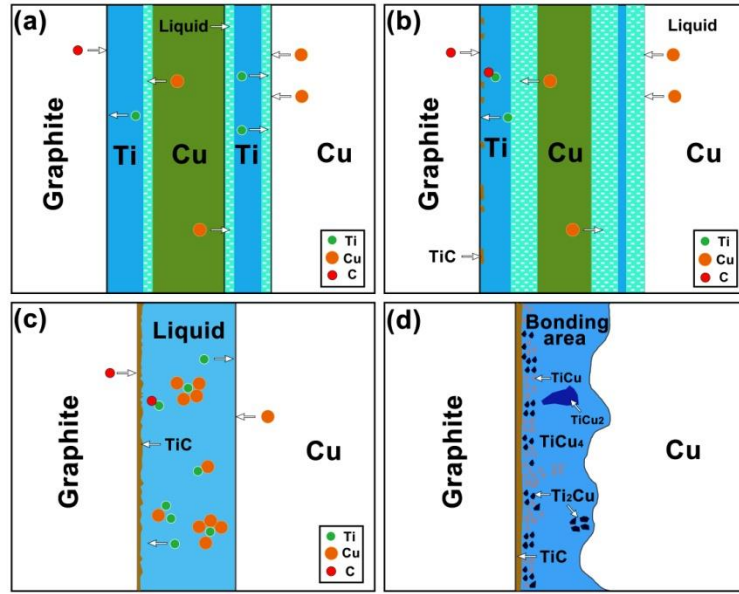 (a)
Liquid
Graphite
Ti
Cu
Ti
Cu
Ti
Cu
C
(b)
Liquid
Graphite
Ti
Cu
Cu
TiC
Ti
Cu
C
(c)
Liquid
Graphite
TiC
Cu
Ti
Cu
C
(d)
Bonding
area
TiCu
TiCu₂
Graphite
TiCu₄
Cu
Ti₂Cu
TiC